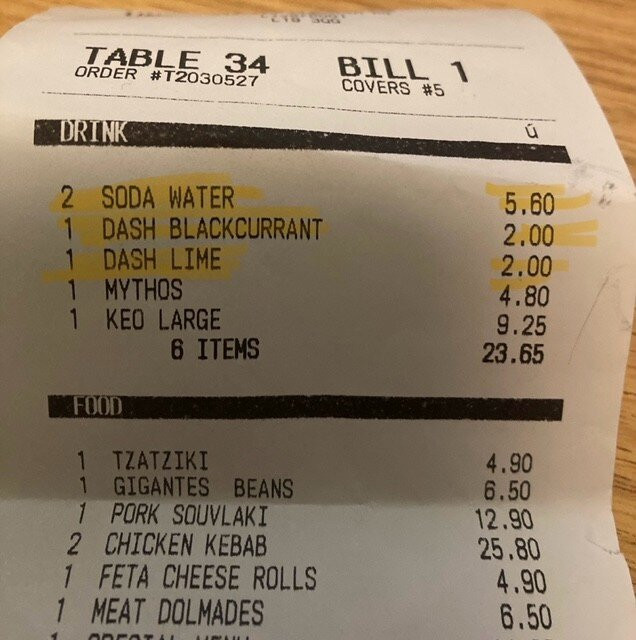 TABLE 34 BILL 1
ORDER #T2030527 COVERS #5
DRINK ú
2 SODA WATER 5.60
1 DASH BLACKCURRANT 2.00
1 DASH LIME 2.00
1 MYTHOS 4.80
1 KEO LARGE 9.25
6 ITEMS 23.65
FOOD
1 TZATZIKI 4.90
1 GIGANTES BEANS 6.50
1 PORK SOUVLAKI 12.90
2 CHICKEN KEBAB 25.80
1 FETA CHEESE ROLLS 4.90
1 MEAT DOLMADES 6.50